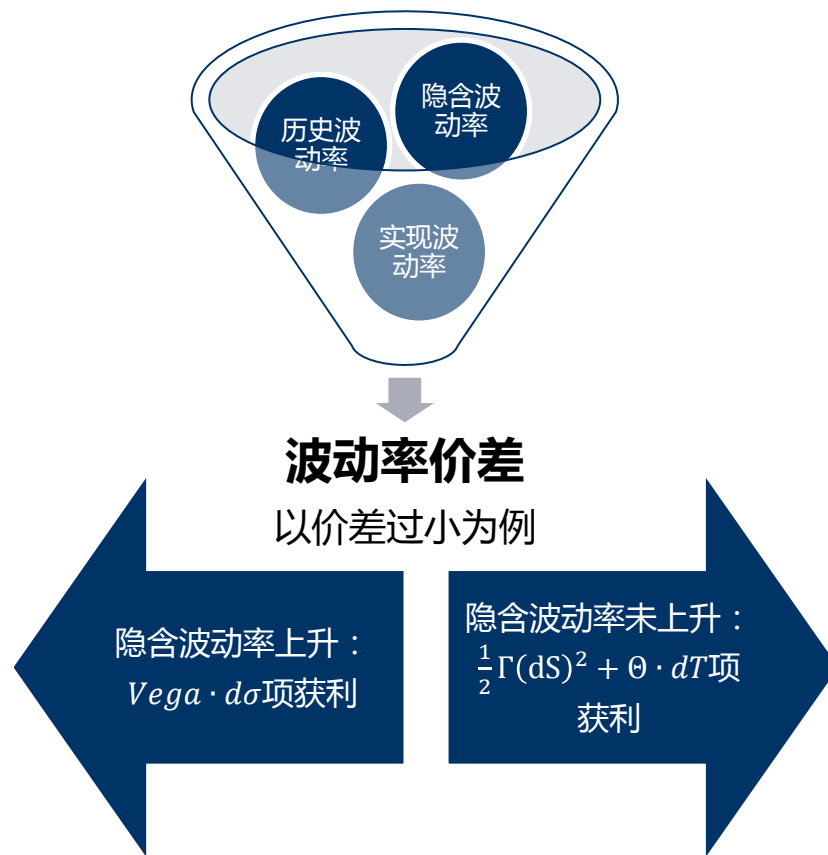 隐含波
动率
历史波
动率
实现波
动率
波动率价差
以价差过小为例
隐含波动率上升：
Vega · dσ项获利
隐含波动率未上升：
½Γ(dS)² + Θ · dT项
获利